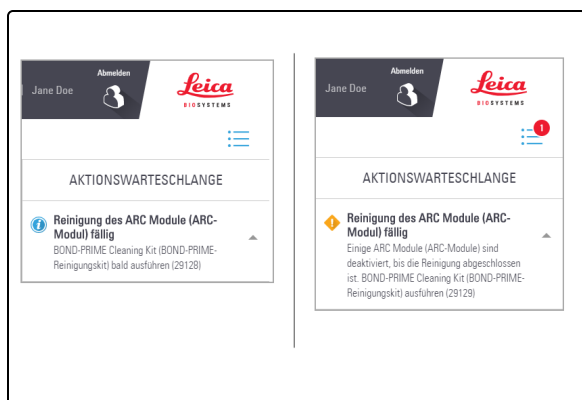 Abmelden
Jane Doe
Leica
BIOSYSTEMS
AKTIONSWARTESCHLANGE
Reinigung des ARC Module (ARC-
Modul) fällig
BOND-PRIME Cleaning Kit (BOND-PRIME-
Reinigungskit) bald ausführen (29128)
Abmelden
Jane Doe
Leica
BIOSYSTEMS
1
AKTIONSWARTESCHLANGE
Reinigung des ARC Module (ARC-
Modul) fällig
Einige ARC Module (ARC-Module) sind
deaktiviert, bis die Reinigung abgeschlossen
ist. BOND-PRIME Cleaning Kit (BOND-PRIME-
Reinigungskit) ausführen (29129)